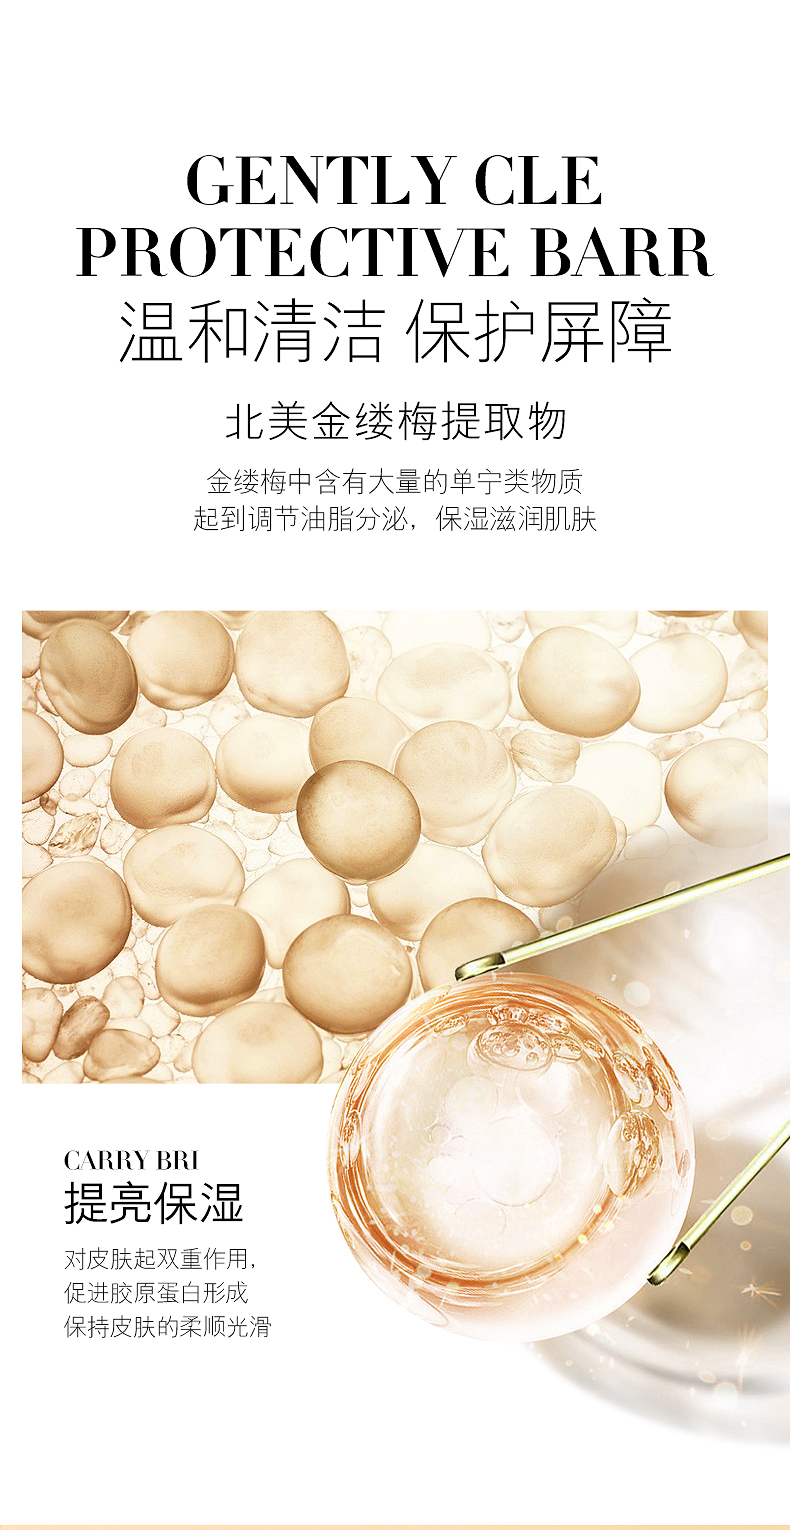 GENTLY CLE
PROTECTIVE BARR
温和清洁 保护屏障
北美金缕梅提取物
金缕梅中含有大量的单宁类物质
起到调节油脂分泌，保湿滋润肌肤
CARRY BRI
提亮保湿
对皮肤起双重作用，
促进胶原蛋白形成
保持皮肤的柔顺光滑